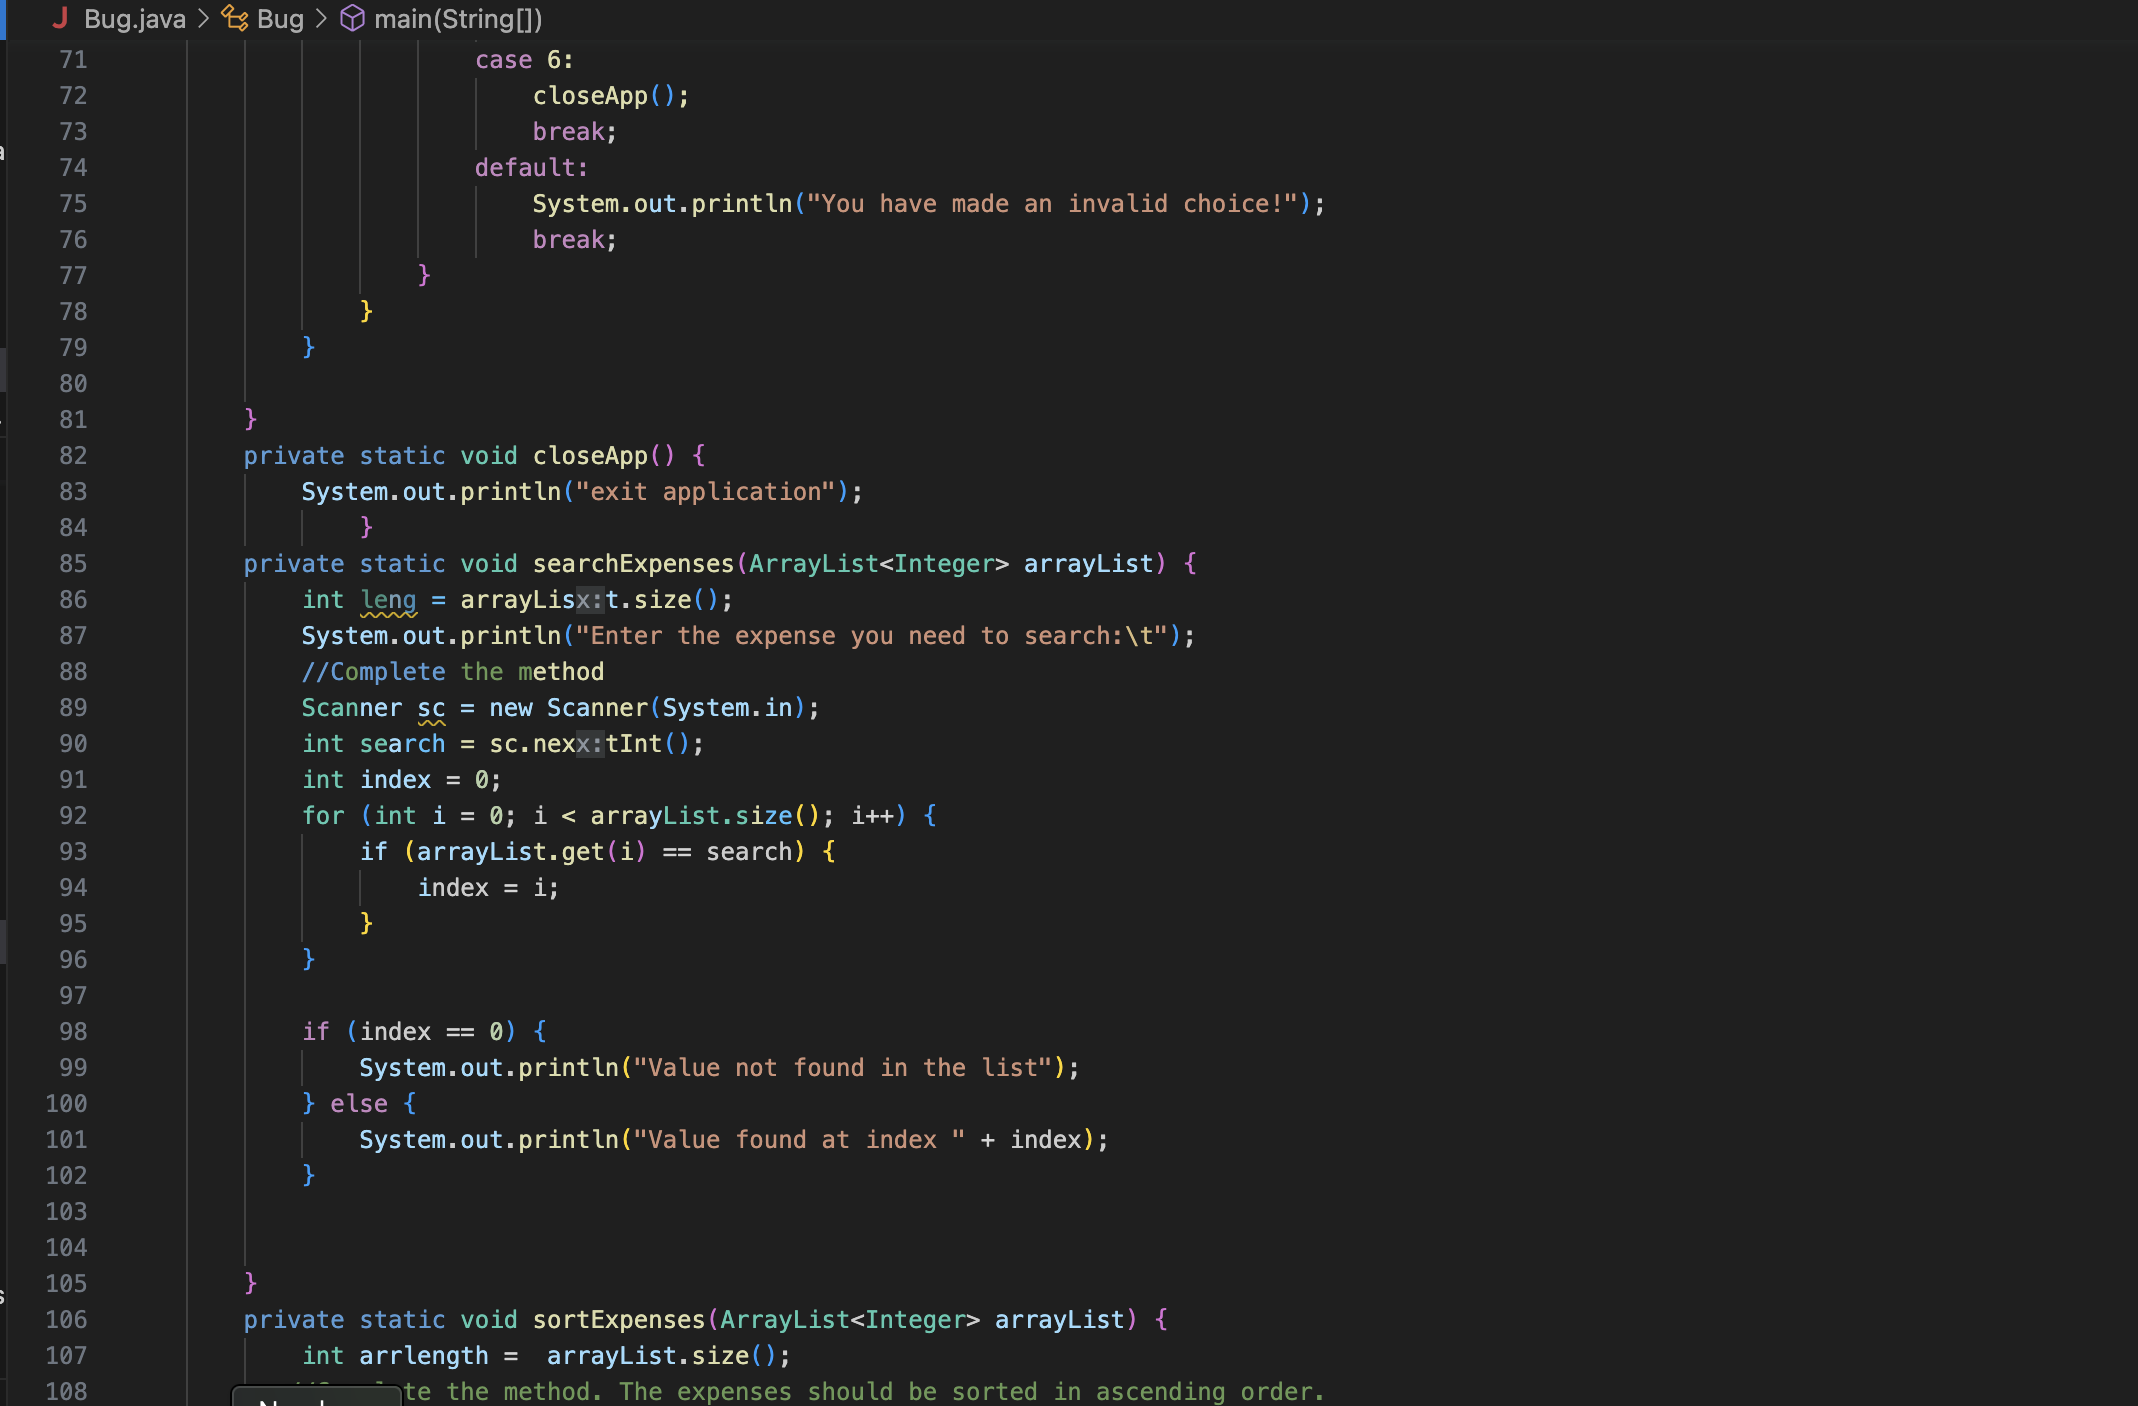 Bug.java > Bug > main(String[])
71 case 6:
72 closeApp();
73 break;
74 default:
75 System.out.println("You have made an invalid choice!");
76 break;
77 }
78 }
79 }
80
81 }
82 private static void closeApp() {
83 System.out.println("exit application");
84 }
85 private static void searchExpenses(ArrayList<Integer> arrayList) {
86 int leng = arrayLisx:t.size();
87 System.out.println("Enter the expense you need to search:\t");
88 //Complete the method
89 Scanner sc = new Scanner(System.in);
90 int search = sc.nexx:tInt();
91 int index = 0;
92 for (int i = 0; i < arrayList.size(); i++) {
93 if (arrayList.get(i) == search) {
94 index = i;
95 }
96 }
97
98 if (index == 0) {
99 System.out.println("Value not found in the list");
100 } else {
101 System.out.println("Value found at index " + index);
102 }
103
104
105 }
106 private static void sortExpenses(ArrayList<Integer> arrayList) {
107 int arrlength =  arrayList.size();
108 the method. The expenses should be sorted in ascending order.